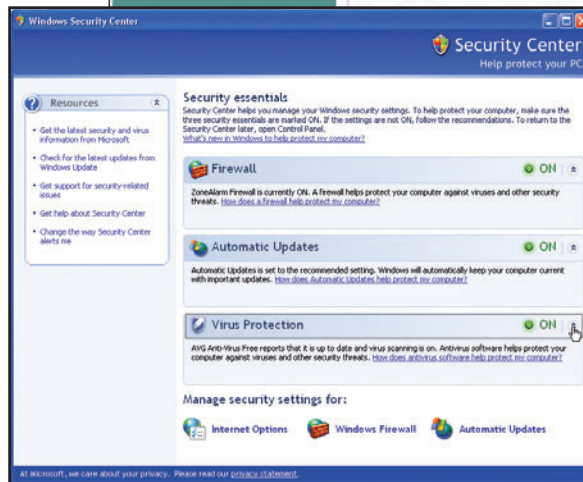 Windows Security Center
Security Center
Help protect your PC
Resources
Get the latest security and virus
information from Microsoft
Check for the latest updates from
Windows Update
Get support for security-related
issues
Get help about Security Center
Change the way Security Center
alerts me
Security essentials
Security Center helps you manage your Windows security settings. To help protect your computer, make sure the
three security essentials are marked ON. If the settings are not ON, follow the recommendations. To return to the
Security Center later, open Control Panel.
What's new in Windows to help protect my computer?
Firewall ON
ZoneAlarm Firewall is currently ON. A firewall helps protect your computer against viruses and other security
threats. How does a firewall help protect my computer?
Automatic Updates ON
Automatic Updates is set to the recommended setting. Windows will automatically keep your computer current
with important updates. How does Automatic Updates help protect my computer?
Virus Protection ON
AVG Anti-Virus Free reports that it is up to date and virus scanning is on. Antivirus software helps protect your
computer against viruses and other security threats. How does antivirus software help protect my computer?
Manage security settings for:
Internet Options Windows Firewall Automatic Updates
At Microsoft, we care about your privacy. Please read our privacy statement.